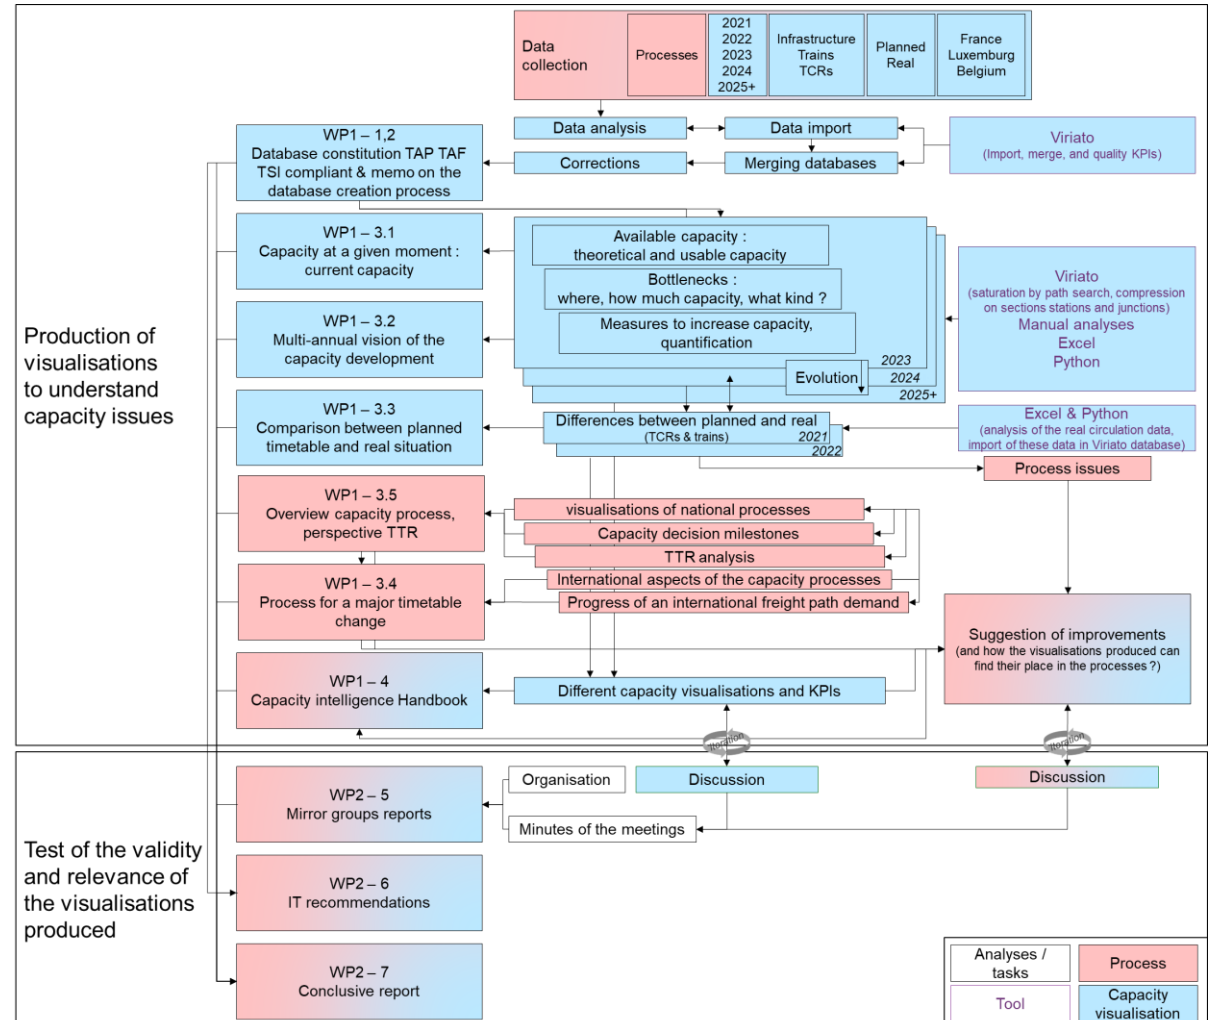 Data
collection
Processes
2021
2022
2023
2024
2025+
Infrastructure
Trains
TCRs
Planned
Real
France
Luxemburg
Belgium
Data analysis
Data import
Corrections
Merging databases
Viriato
(Import, merge, and quality KPIs)
WP1 – 1,2
Database constitution TAP TAF
TSI compliant & memo on the
database creation process
WP1 – 3.1
Capacity at a given moment :
current capacity
Available capacity :
theoretical and usable capacity
Bottlenecks :
where, how much capacity, what kind ?
Measures to increase capacity,
quantification
2023
Evolution
2024
2025+
Viriato
(saturation by path search, compression
on sections stations and junctions)
Manual analyses
Excel
Python
Production of
visualisations
to understand
capacity issues
WP1 – 3.2
Multi-annual vision of the
capacity development
WP1 – 3.3
Comparison between planned
timetable and real situation
Differences between planned and real
(TCRs & trains)
2021
2022
Excel & Python
(analysis of the real circulation data,
import of these data in Viriato database)
Process issues
WP1 – 3.5
Overview capacity process,
perspective TTR
visualisations of national processes
Capacity decision milestones
TTR analysis
International aspects of the capacity processes
Progress of an international freight path demand
WP1 – 3.4
Process for a major timetable
change
Suggestion of improvements
(and how the visualisations produced can
find their place in the processes ?)
WP1 – 4
Capacity intelligence Handbook
Different capacity visualisations and KPIs
iteration
iteration
Test of the validity
and relevance of
the visualisations
produced
WP2 – 5
Mirror groups reports
Organisation
Discussion
Discussion
Minutes of the meetings
WP2 – 6
IT recommendations
WP2 – 7
Conclusive report
Analyses /
tasks
Process
Tool
Capacity
visualisation